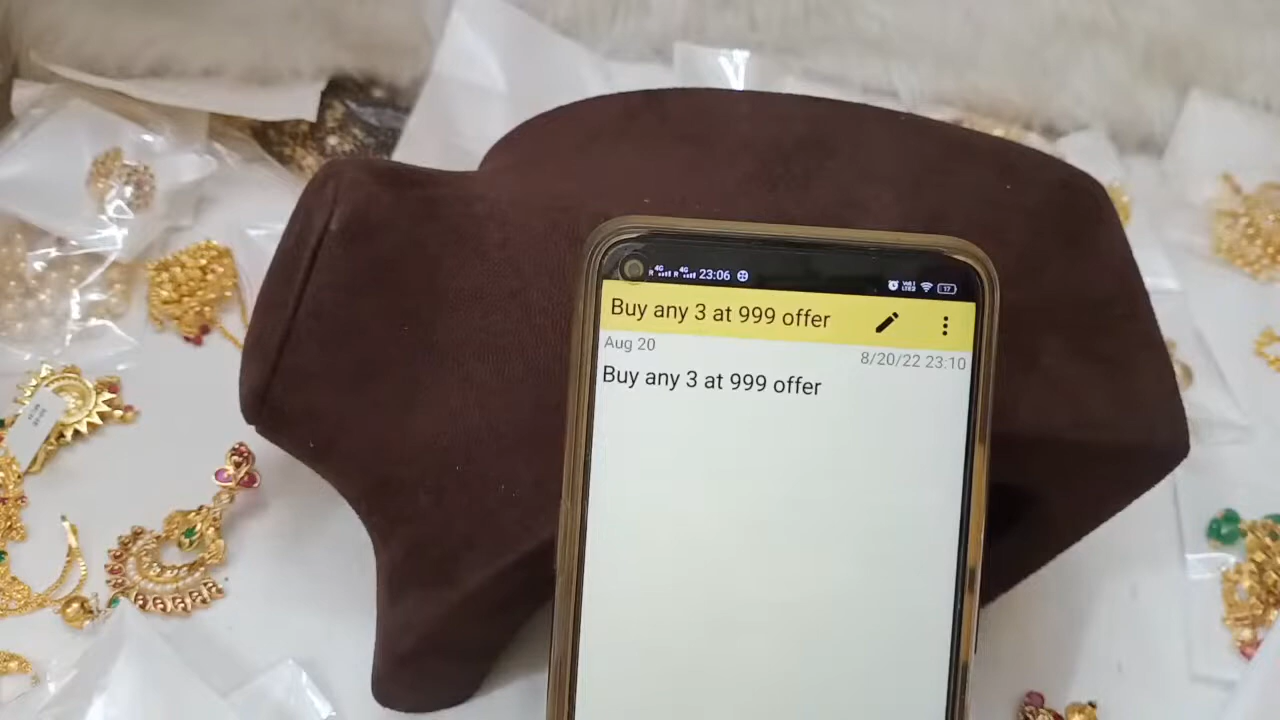 23:06
Buy any 3 at 999 offer
Aug 20
8/20/22 23:10
Buy any 3 at 999 offer